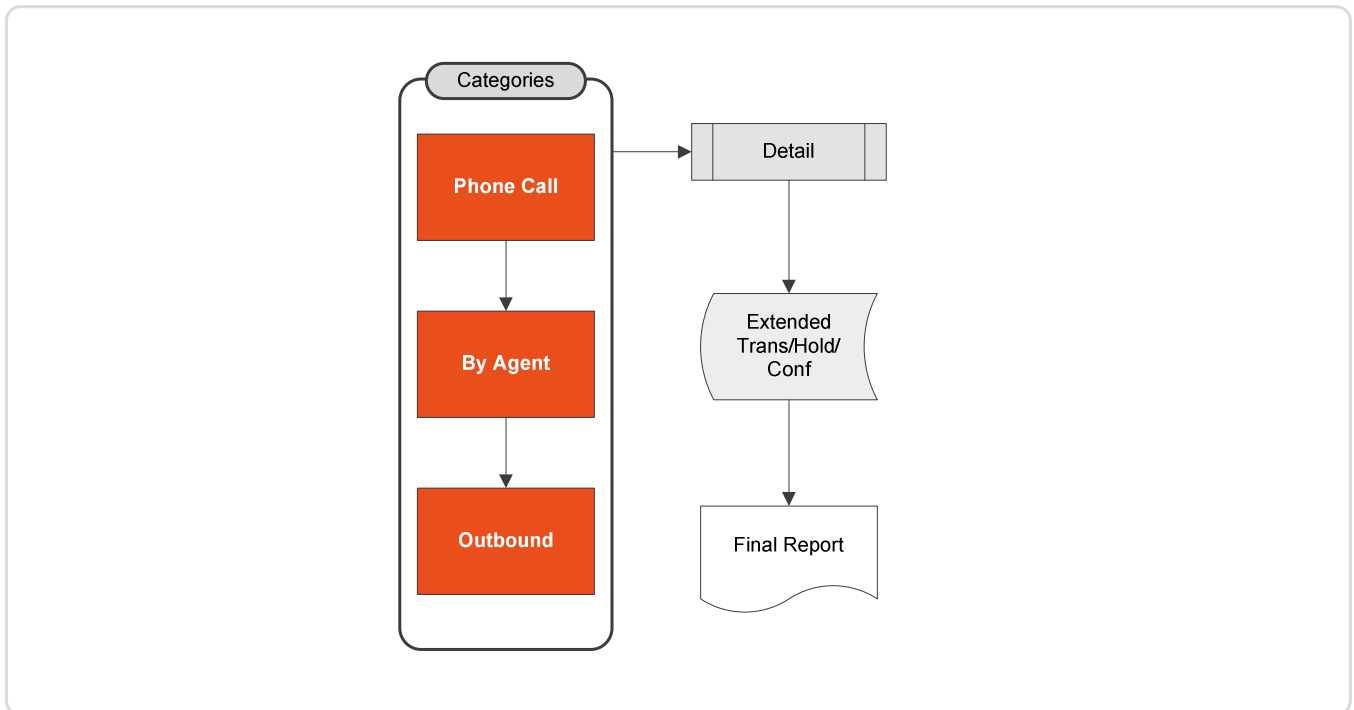 Categories
Phone Call
By Agent
Outbound
Detail
Extended
Trans/Hold/
Conf
Final Report